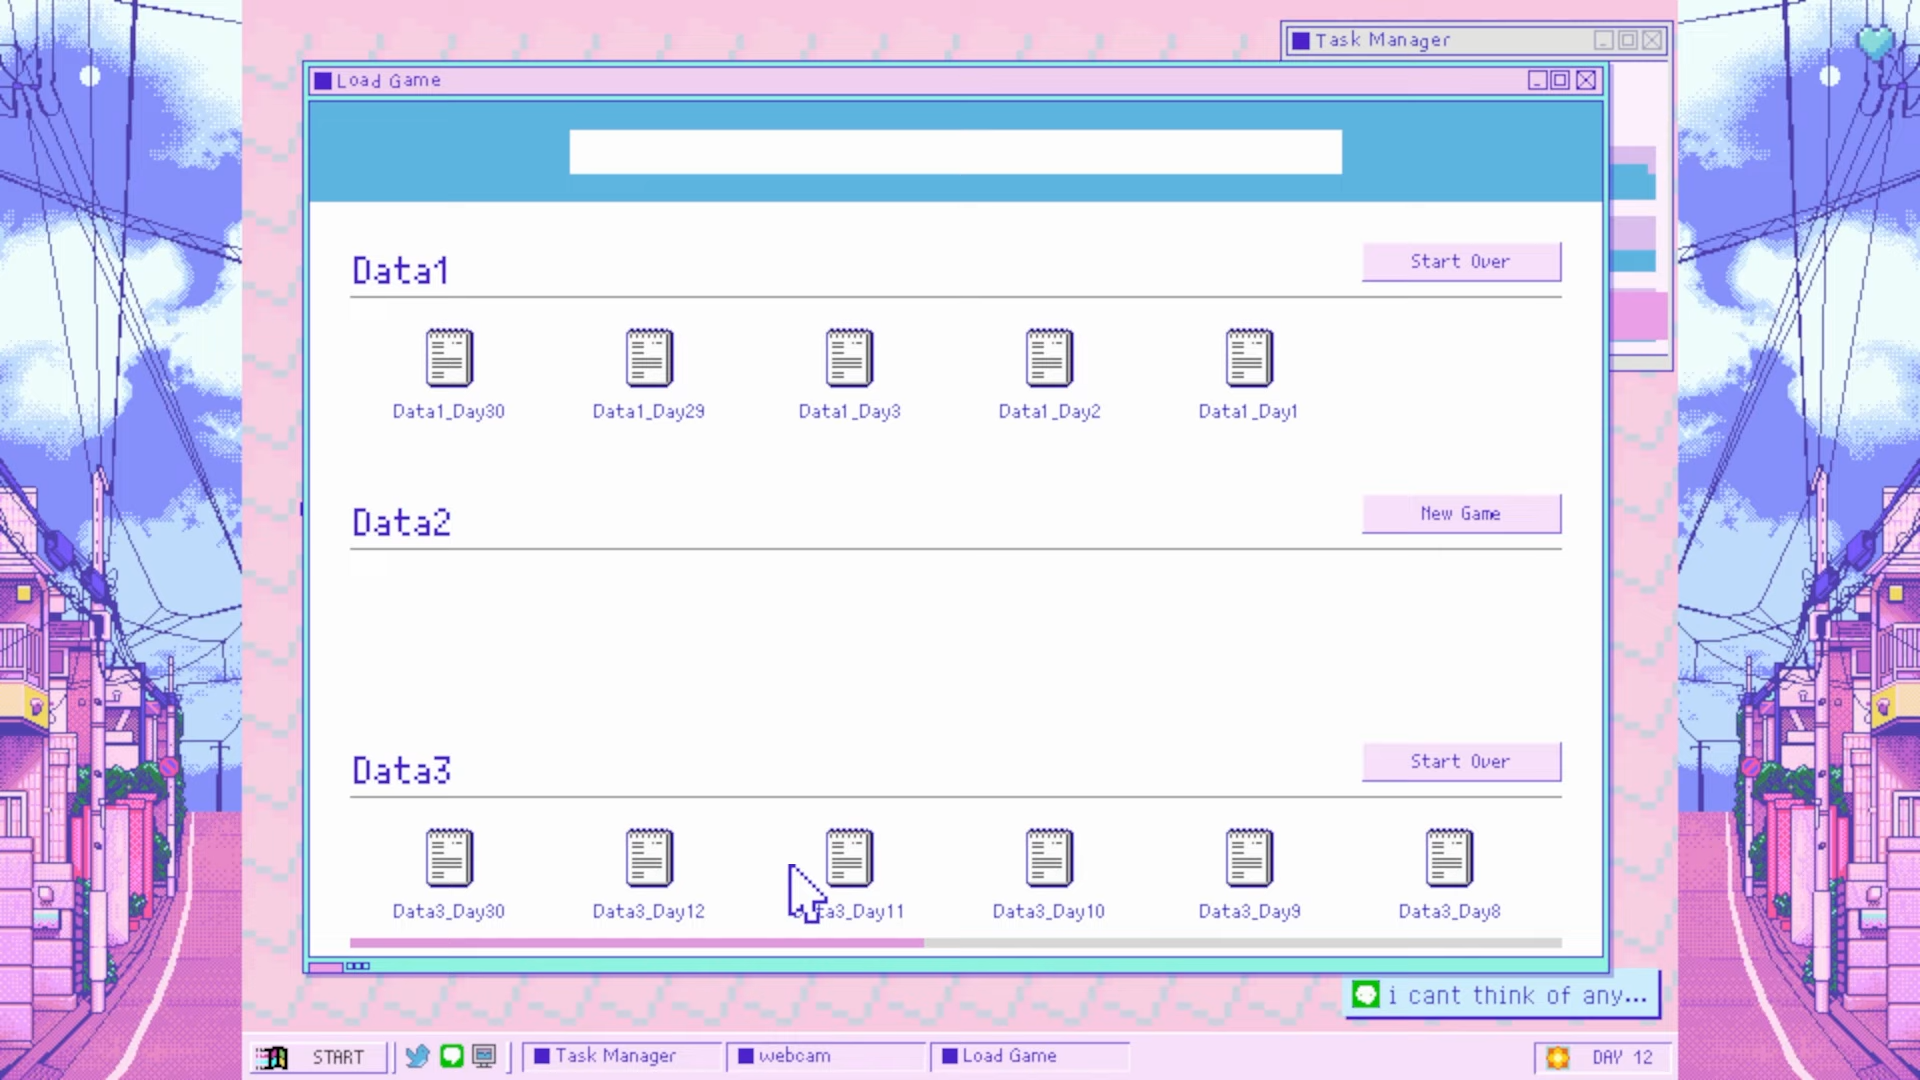 Task Manager
Load Game
Data1
Start Over
Data1_Day30
Data1_Day29
Data1_Day3
Data1_Day2
Data1_Day1
Data2
New Game
Data3
Start Over
Data3_Day30
Data3_Day12
ta3_Day11
Data3_Day10
Data3_Day9
Data3_Day8
i cant think of any...
START
Task Manager
webcam
Load Game
DAY 12